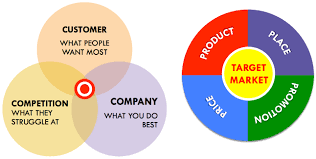 CUSTOMER
WHAT PEOPLE
WANT MOST
COMPETITION
WHAT THEY
STRUGGLE AT
COMPANY
WHAT YOU DO
BEST
PRODUCT
PLACE
TARGET
MARKET
PRICE
PROMOTION